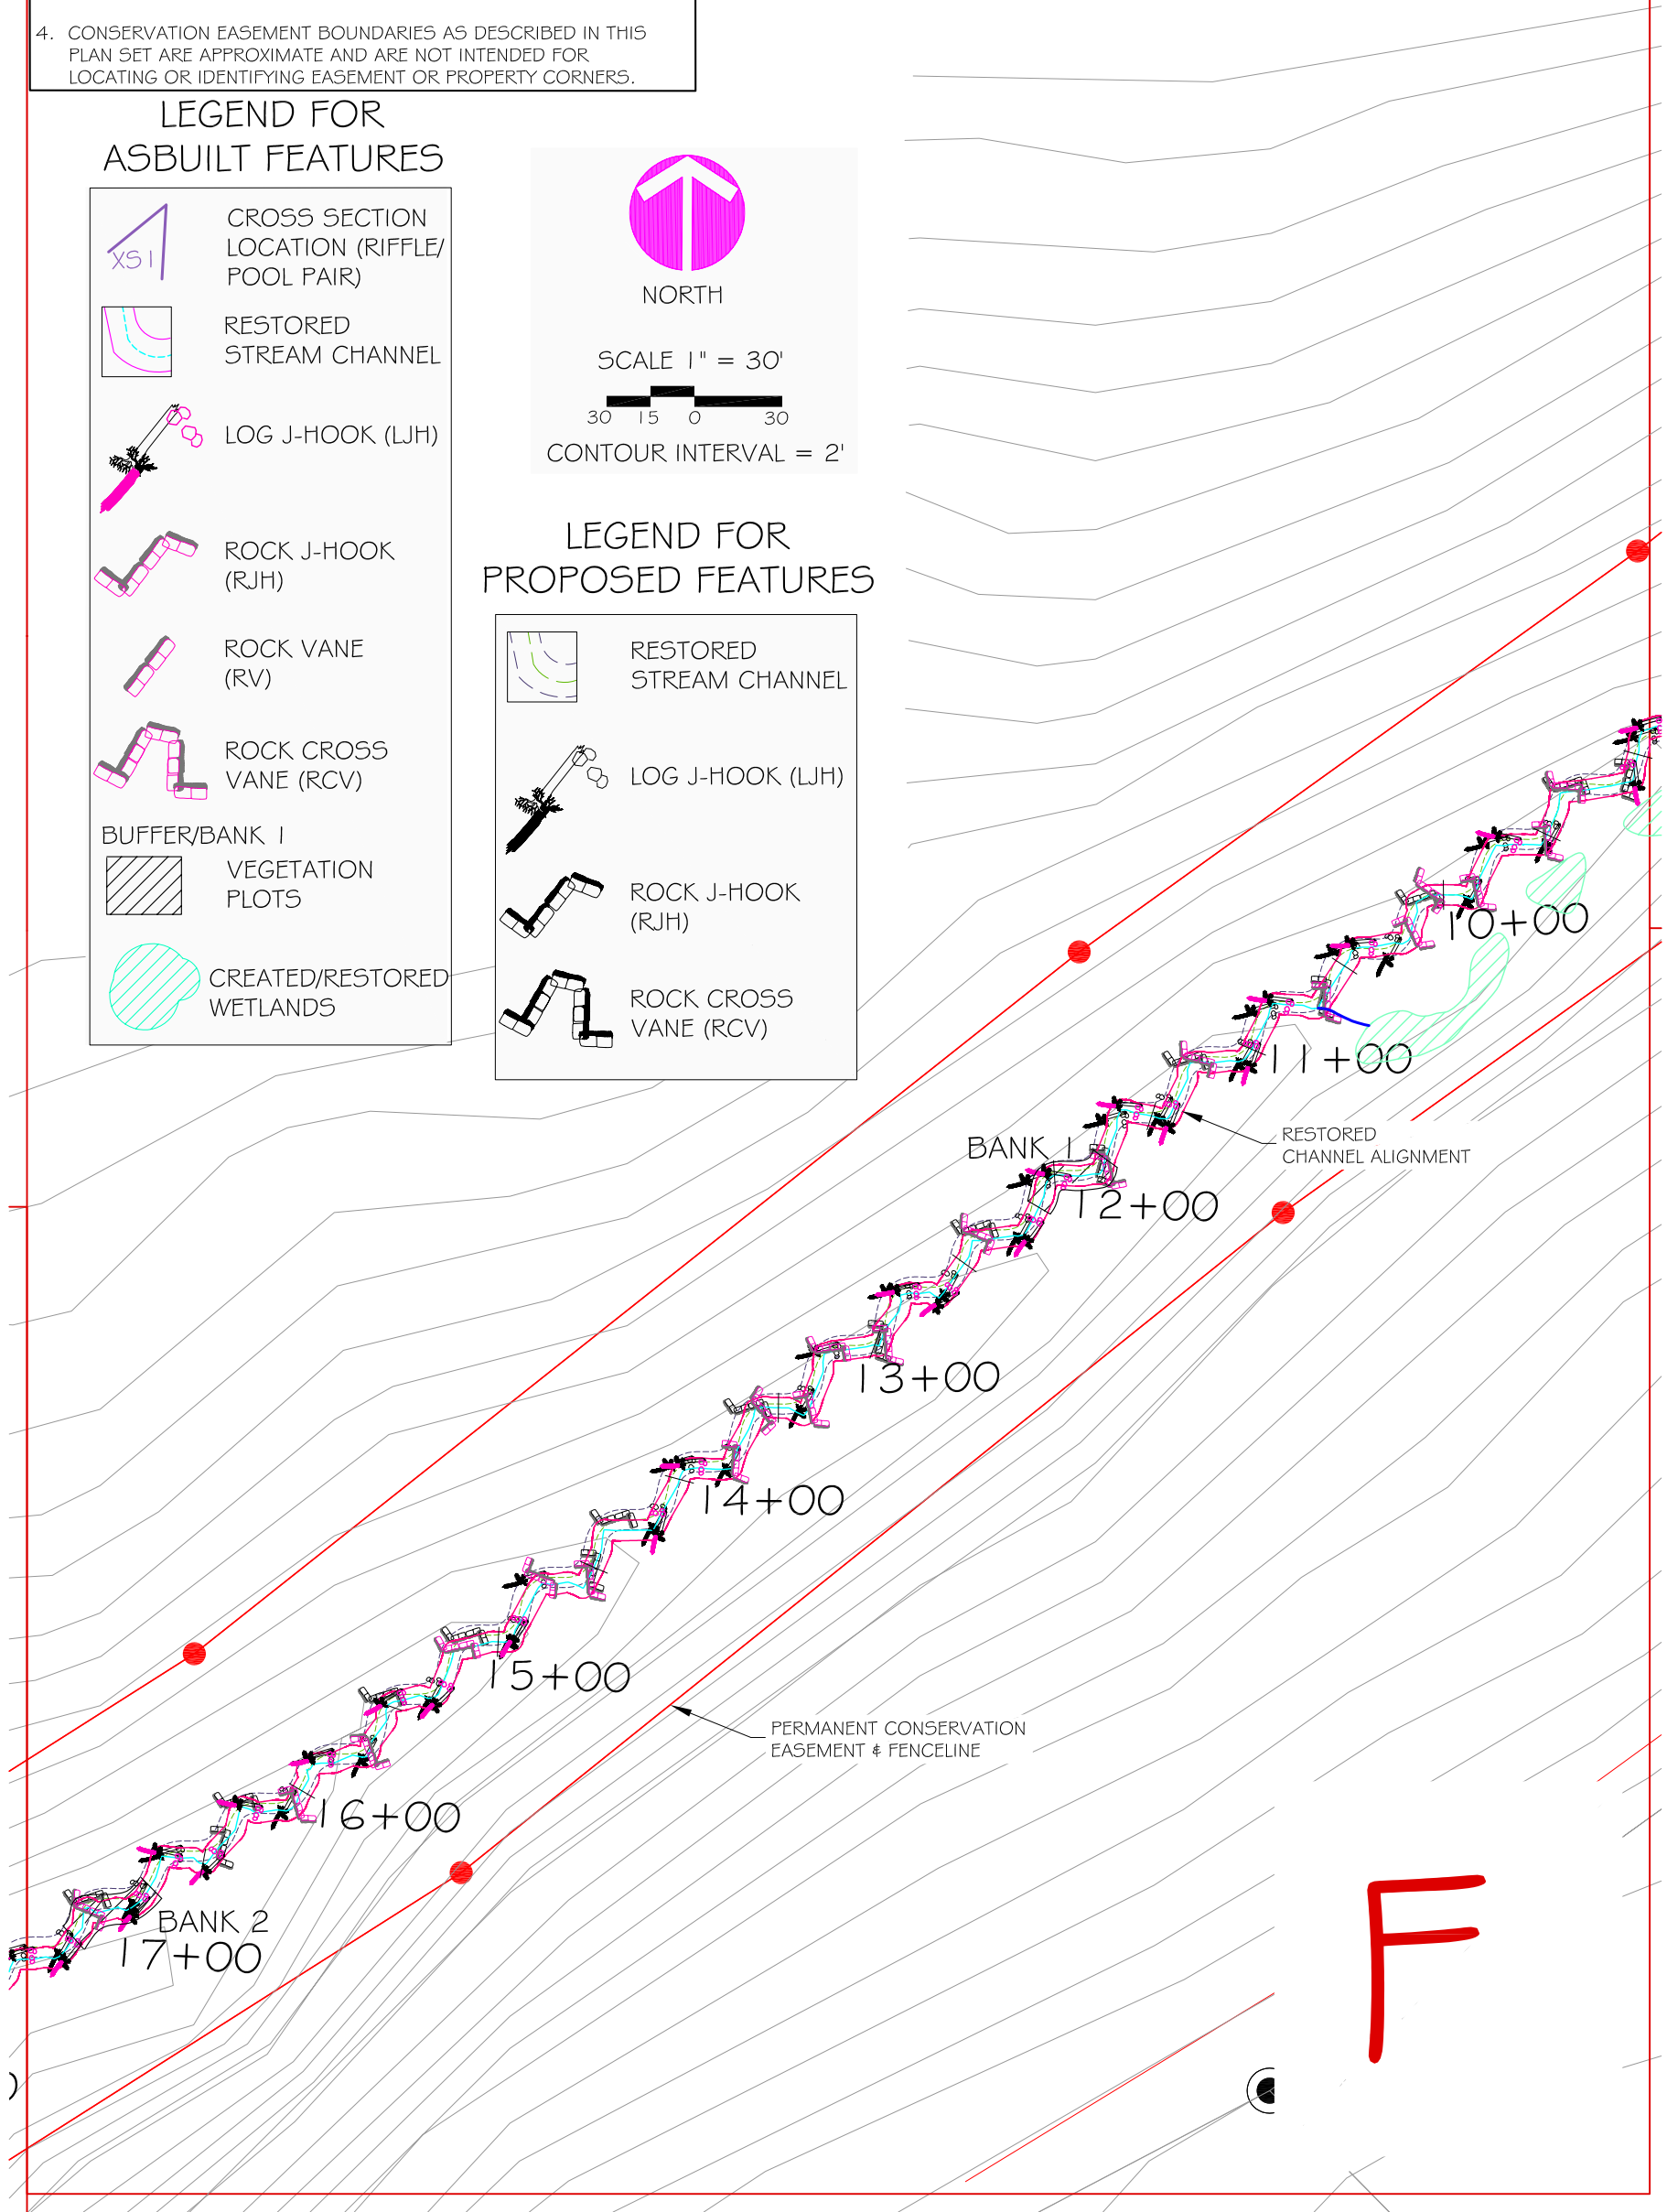 4. CONSERVATION EASEMENT BOUNDARIES AS DESCRIBED IN THIS
PLAN SET ARE APPROXIMATE AND ARE NOT INTENDED FOR
LOCATING OR IDENTIFYING EASEMENT OR PROPERTY CORNERS.
LEGEND FOR
ASBUILT FEATURES
XS1
CROSS SECTION
LOCATION (RIFFLE/
POOL PAIR)
RESTORED
STREAM CHANNEL
LOG J-HOOK (LJH)
ROCK J-HOOK
(RJH)
ROCK VANE
(RV)
ROCK CROSS
VANE (RCV)
BUFFER/BANK 1
VEGETATION
PLOTS
CREATED/RESTORED
WETLANDS
NORTH
SCALE 1" = 30'
30 15 0 30
CONTOUR INTERVAL = 2'
LEGEND FOR
PROPOSED FEATURES
RESTORED
STREAM CHANNEL
LOG J-HOOK (LJH)
ROCK J-HOOK
(RJH)
ROCK CROSS
VANE (RCV)
10+00
11+00
RESTORED
CHANNEL ALIGNMENT
BANK 1
12+00
13+00
14+00
15+00
PERMANENT CONSERVATION
EASEMENT & FENCELINE
16+00
BANK 2
17+00
F